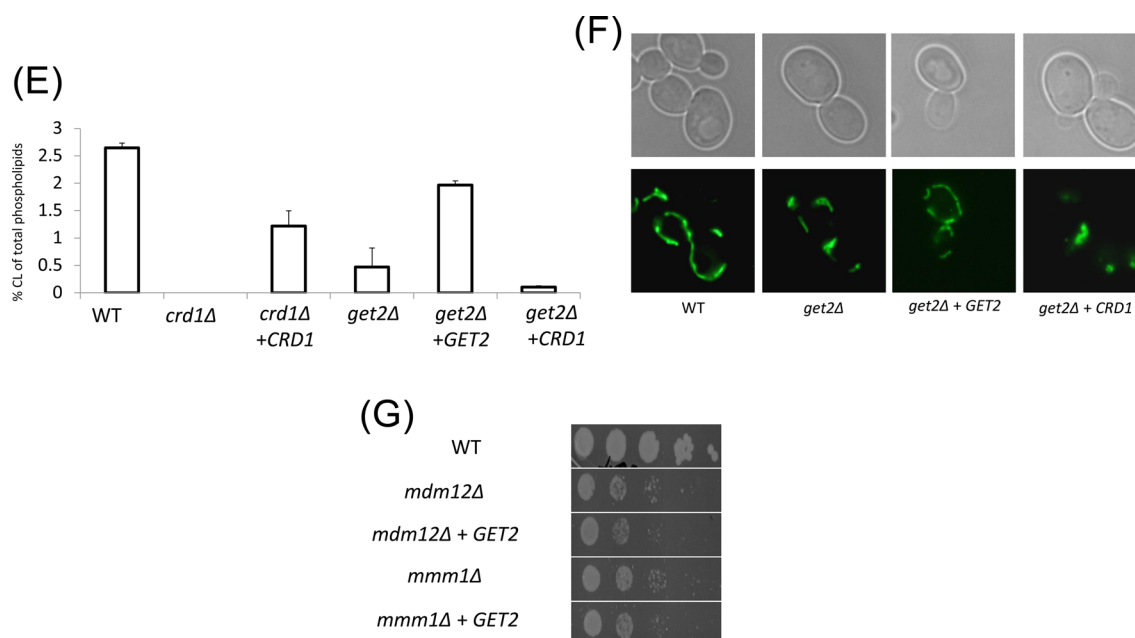 (E)
% CL of total phospholipids
3
2.5
2
1.5
1
0.5
0
WT
crd1Δ
crd1Δ
+CRD1
get2Δ
get2Δ
+GET2
get2Δ
+CRD1
(F)
WT
get2Δ
get2Δ + GET2
get2Δ + CRD1
(G)
WT
mdm12Δ
mdm12Δ + GET2
mmm1Δ
mmm1Δ + GET2